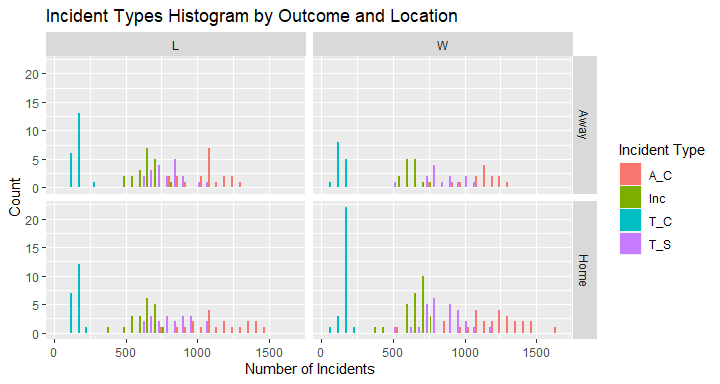 Incident Types Histogram by Outcome and Location
L
W
20
15
10
5
0
Away
20
15
10
5
0
Home
0
500
1000
1500
0
500
1000
1500
Number of Incidents
Count
Incident Type
A_C
Inc
T_C
T_S